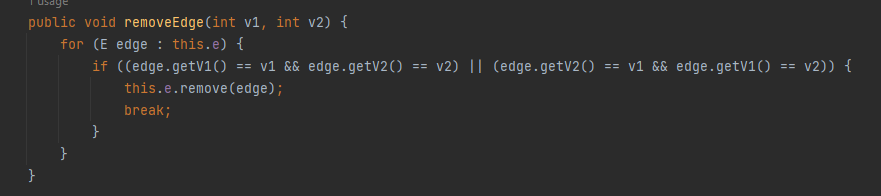 1 usage
public void removeEdge(int v1, int v2) {
    for (E edge : this.e) {
        if ((edge.getV1() == v1 && edge.getV2() == v2) || (edge.getV2() == v1 && edge.getV1() == v2)) {
            this.e.remove(edge);
            break;
        }
    }
}